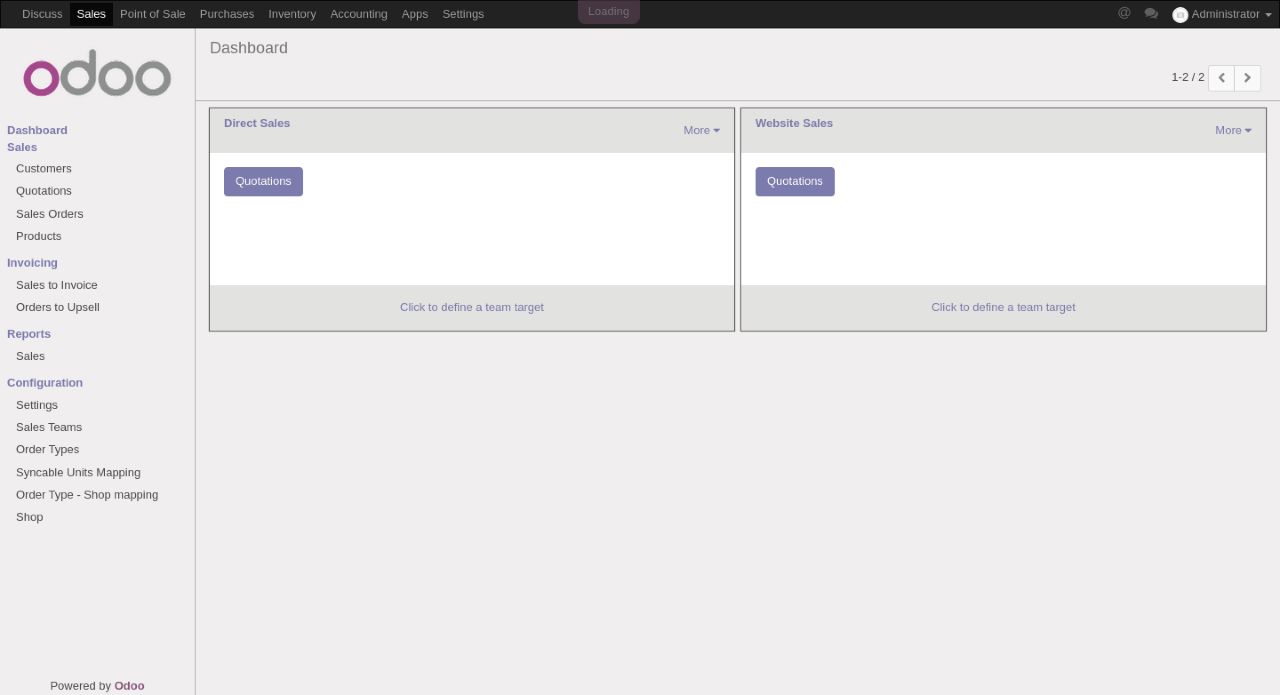 Discuss Sales Point of Sale Purchases Inventory Accounting Apps Settings Loading @ Administrator
odoo
Dashboard
1-2 / 2
Dashboard
Sales
Customers
Quotations
Sales Orders
Products
Invoicing
Sales to Invoice
Orders to Upsell
Reports
Sales
Configuration
Settings
Sales Teams
Order Types
Syncable Units Mapping
Order Type - Shop mapping
Shop
Powered by Odoo
Direct Sales
More
Quotations
Click to define a team target
Website Sales
More
Quotations
Click to define a team target